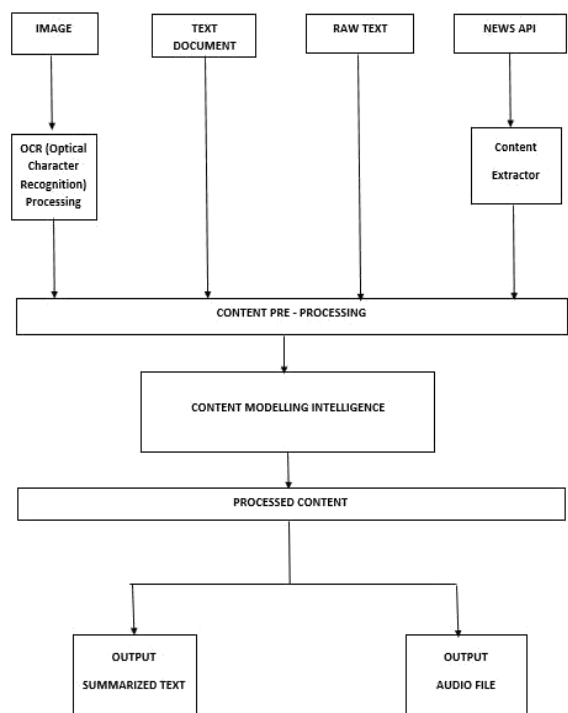 IMAGE
TEXT
DOCUMENT
RAW TEXT
NEWS API
OCR (Optical
Character
Recognition)
Processing
Content
Extractor
CONTENT PRE - PROCESSING
CONTENT MODELLING INTELLIGENCE
PROCESSED CONTENT
OUTPUT
SUMMARIZED TEXT
OUTPUT
AUDIO FILE